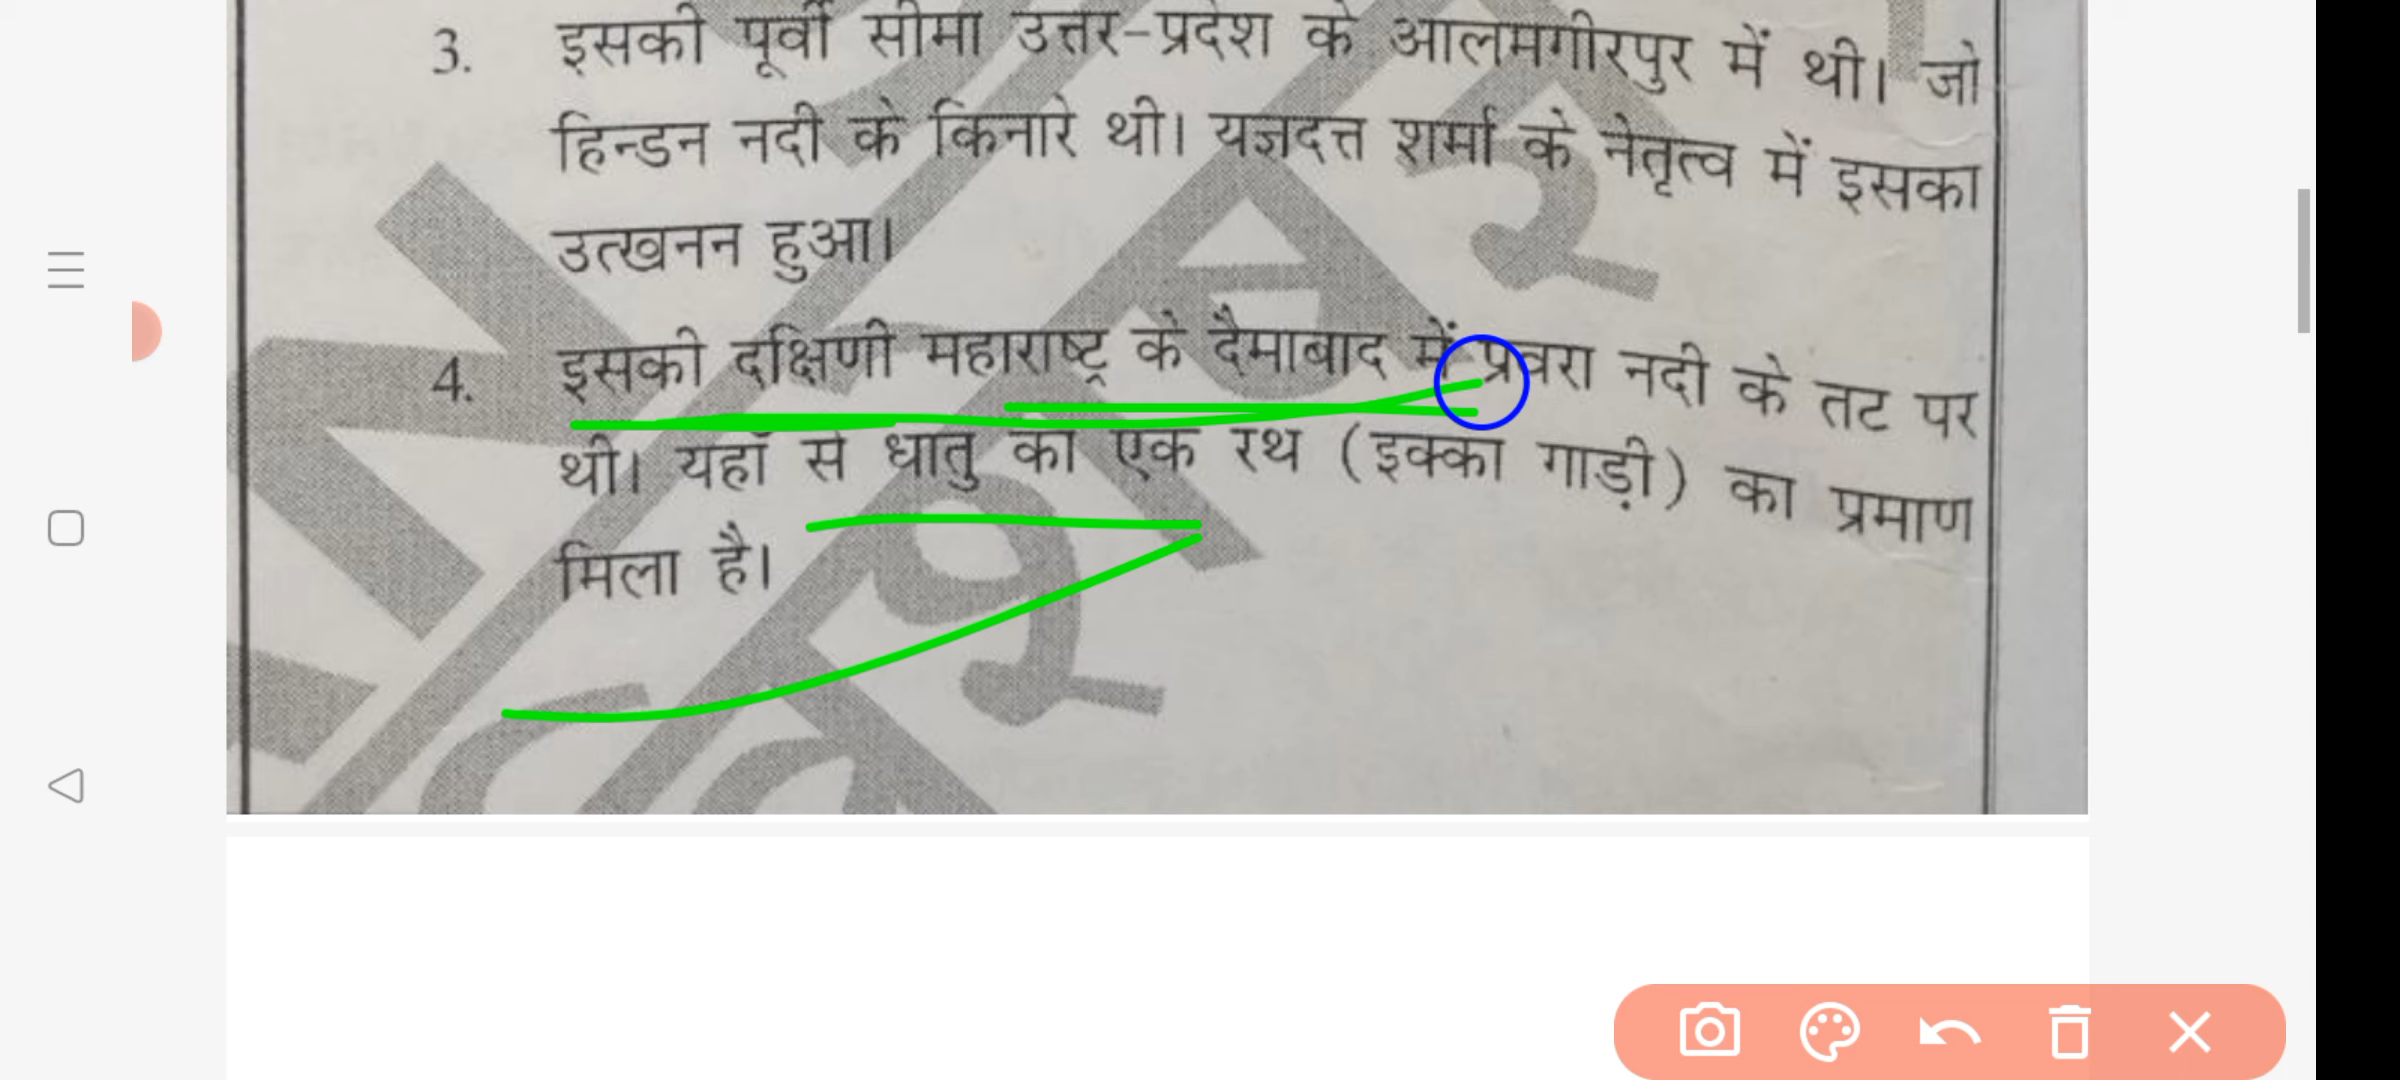 3. इसकी पूर्वी सीमा उत्तर-प्रदेश के आलमगीरपुर में थी। जो
हिन्डन नदी के किनारे थी। यज्ञदत्त शर्मा के नेतृत्व में इसका
उत्खनन हुआ।
4. इसकी दक्षिणी महाराष्ट्र के दैमाबाद में प्रवरा नदी के तट पर
थी। यहाँ से धातु का एक रथ (इक्का गाड़ी) का प्रमाण
मिला है।